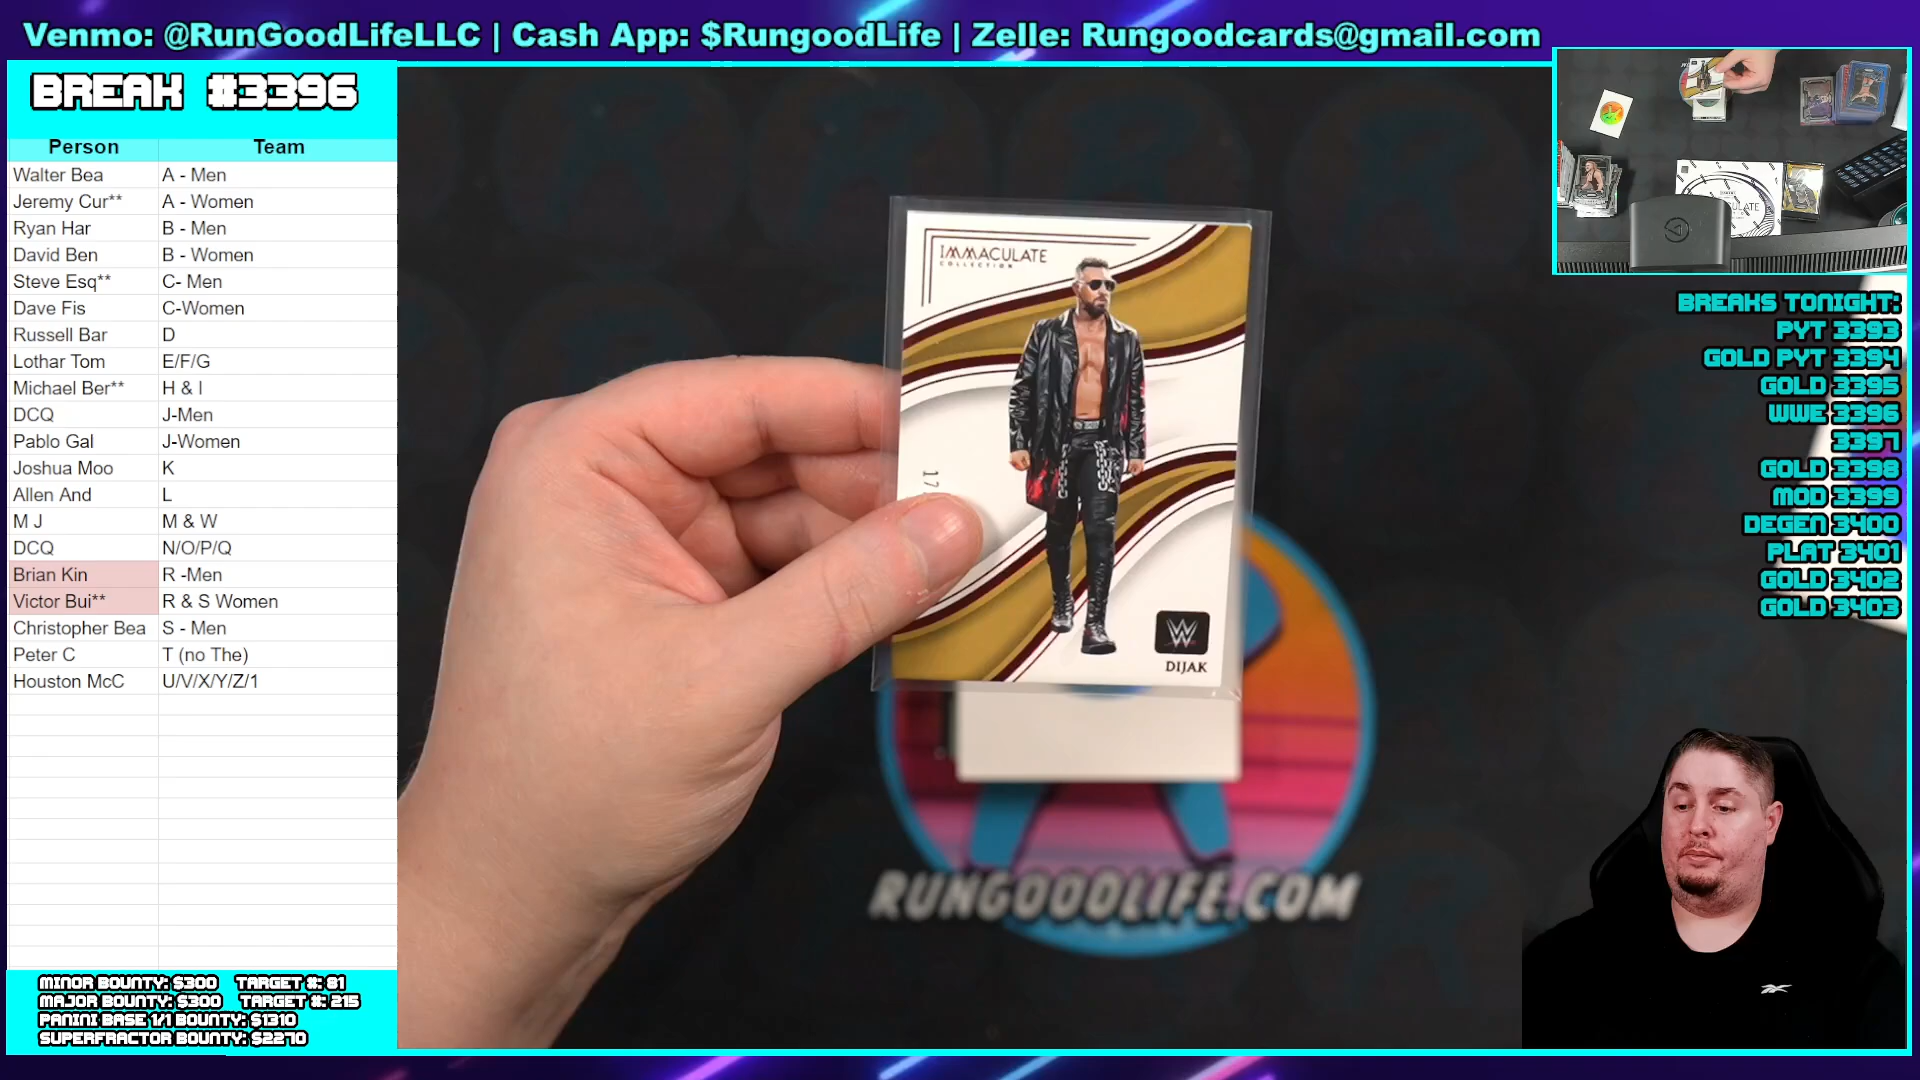 Venmo: @RunGoodLifeLLC | Cash App: $RungoodLife | Zelle: Rungoodcards@gmail.com
BREAK #3396
Person Team
Walter Bea A - Men
Jeremy Cur** A - Women
Ryan Har B - Men
David Ben B - Women
Steve Esq** C- Men
Dave Fis C-Women
Russell Bar D
Lothar Tom E/F/G
Michael Ber** H & I
DCQ J-Men
Pablo Gal J-Women
Joshua Moo K
Allen And L
M J M & W
DCQ N/O/P/Q
Brian Kin R -Men
Victor Bui** R & S Women
Christopher Bea S - Men
Peter C T (no The)
Houston McC U/V/X/Y/Z/1
MINOR BOUNTY: $300 TARGET #: 81
MAJOR BOUNTY: $300 TARGET #: 215
PANINI BASE 1/1 BOUNTY: $1310
SUPERFRACTOR BOUNTY: $2270
IMMACULATE
COLLECTION
17
W
DIJAK
RUNGOODLIFE.COM
BREAKS TONIGHT:
PYT 3393
GOLD PYT 3394
GOLD 3395
WWE 3396
3397
GOLD 3398
MOD 3399
DEGEN 3400
PLAT 3401
GOLD 3402
GOLD 3403